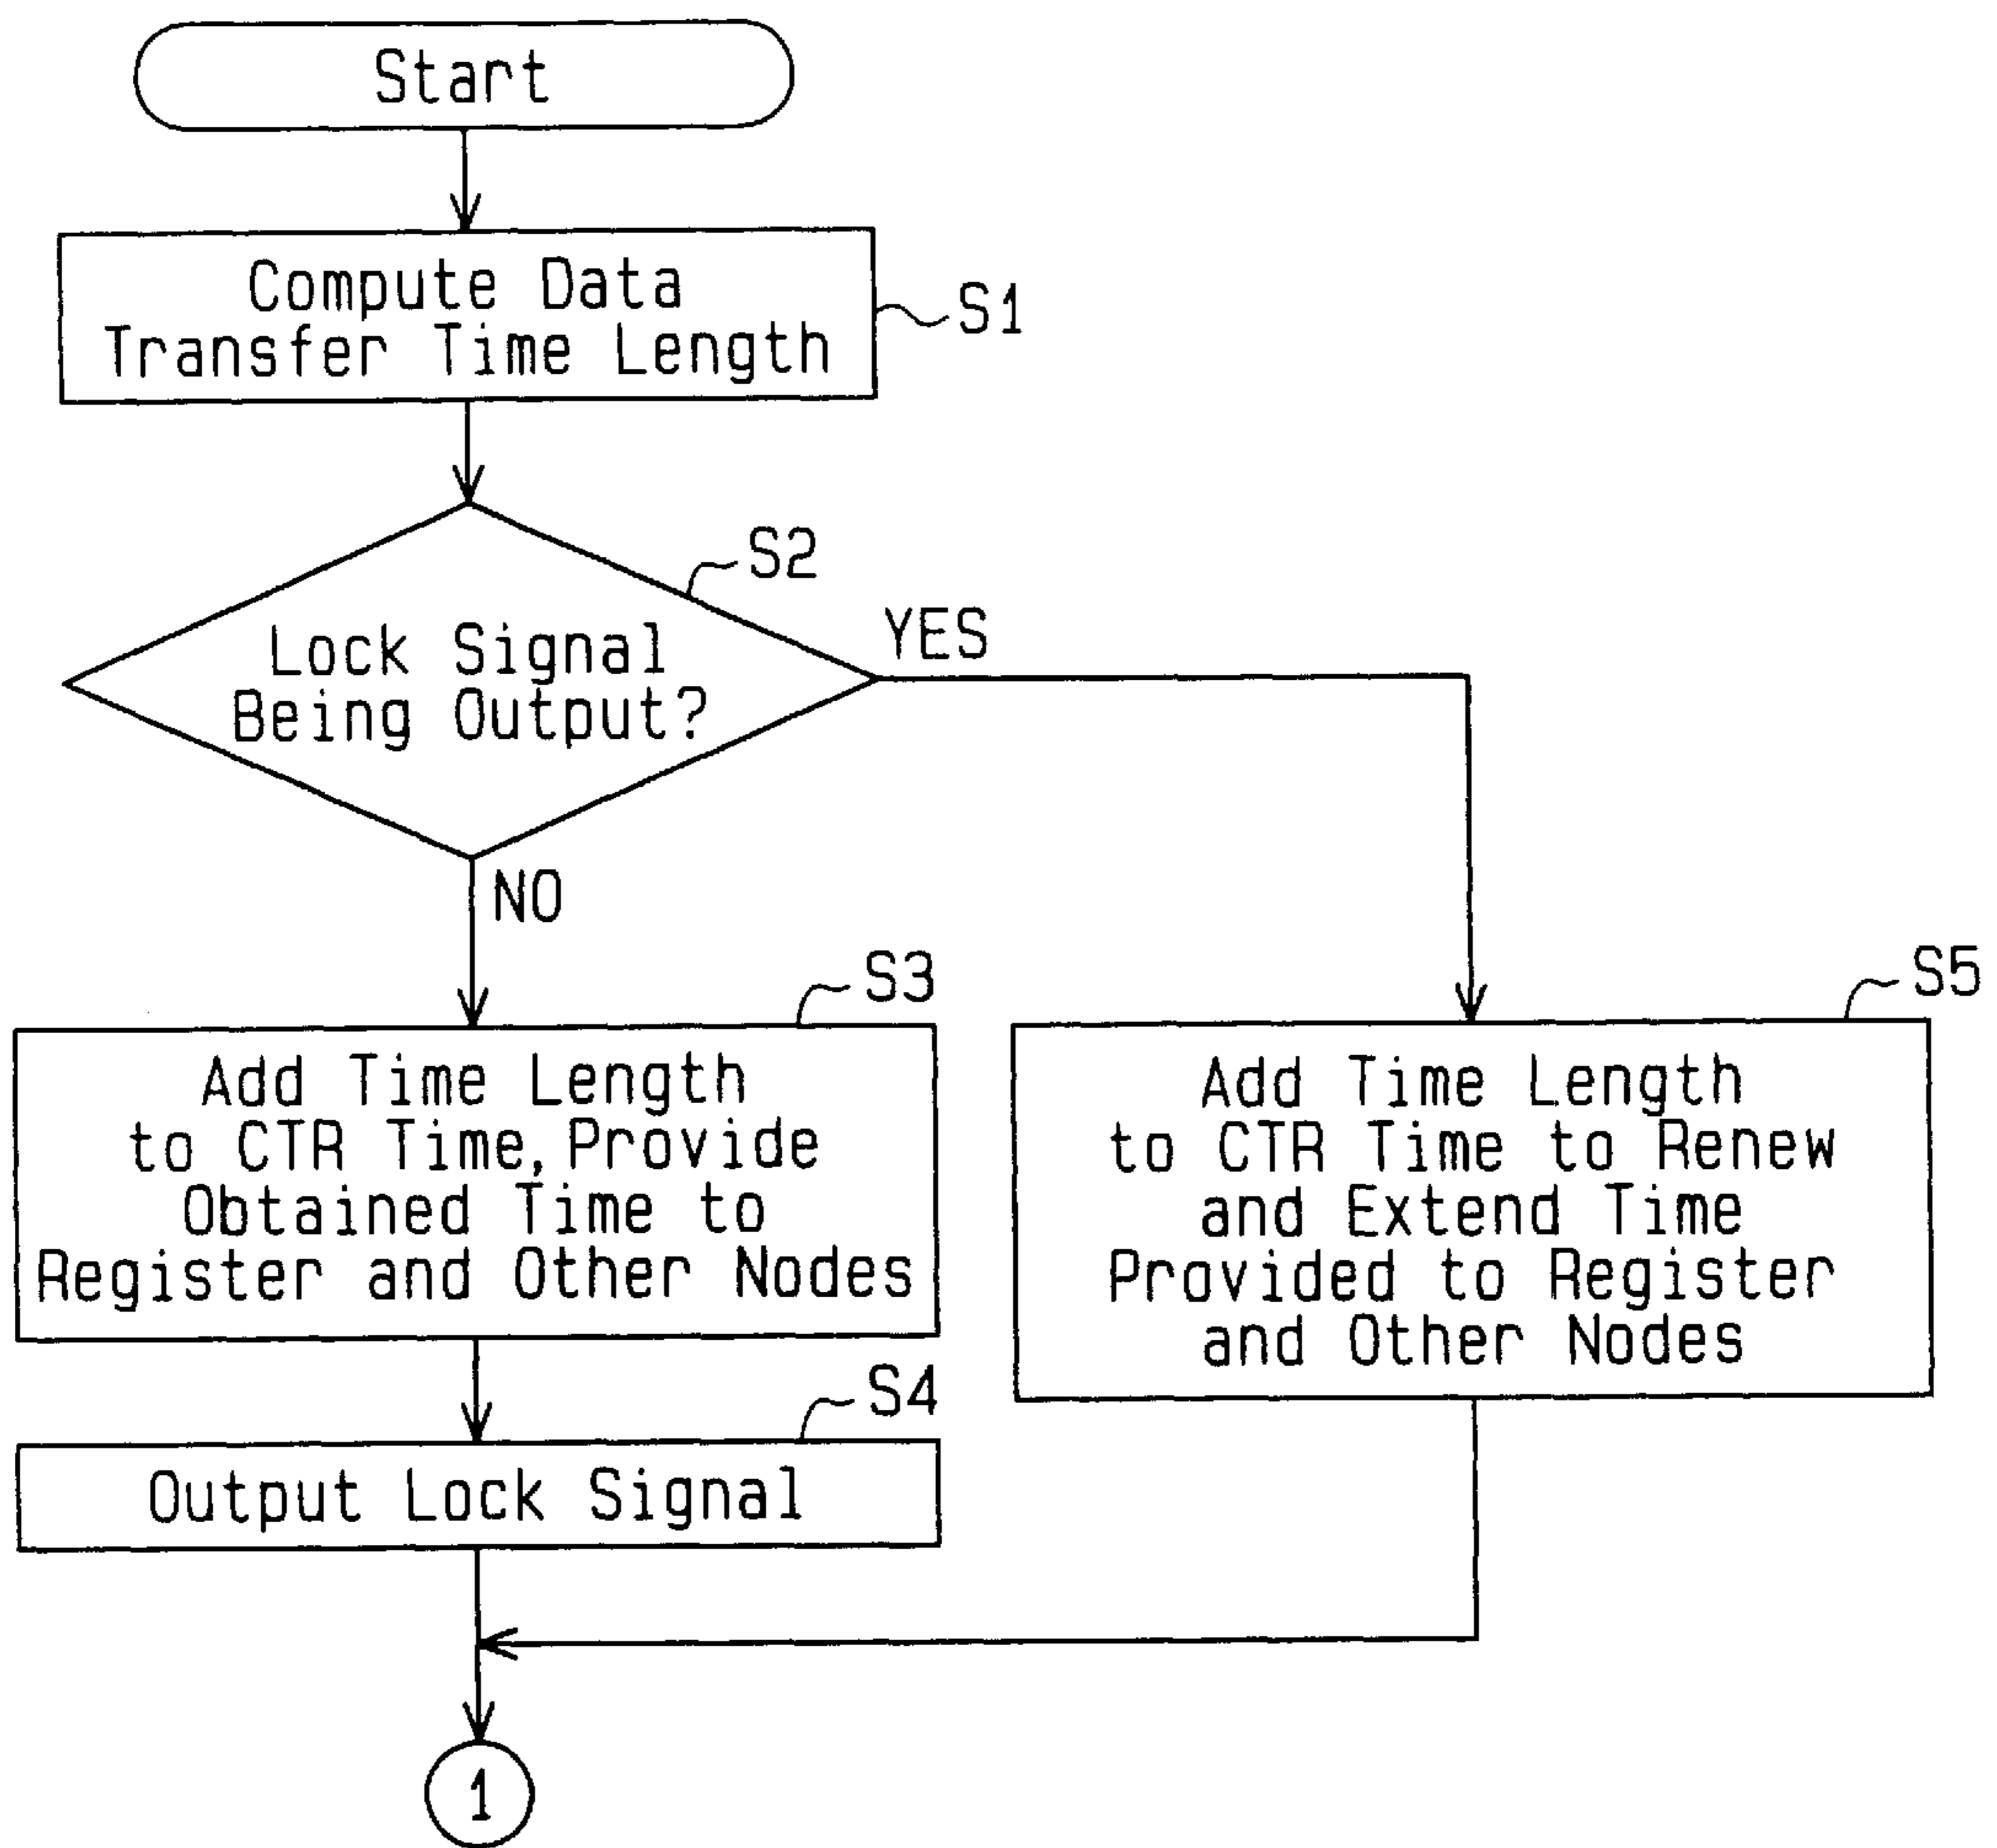 Start
Compute Data
Transfer Time Length
S1
S2
Lock Signal
Being Output?
YES
NO
S3
Add Time Length
to CTR Time, Provide
Obtained Time to
Register and Other Nodes
S5
Add Time Length
to CTR Time to Renew
and Extend Time
Provided to Register
and Other Nodes
S4
Output Lock Signal
1